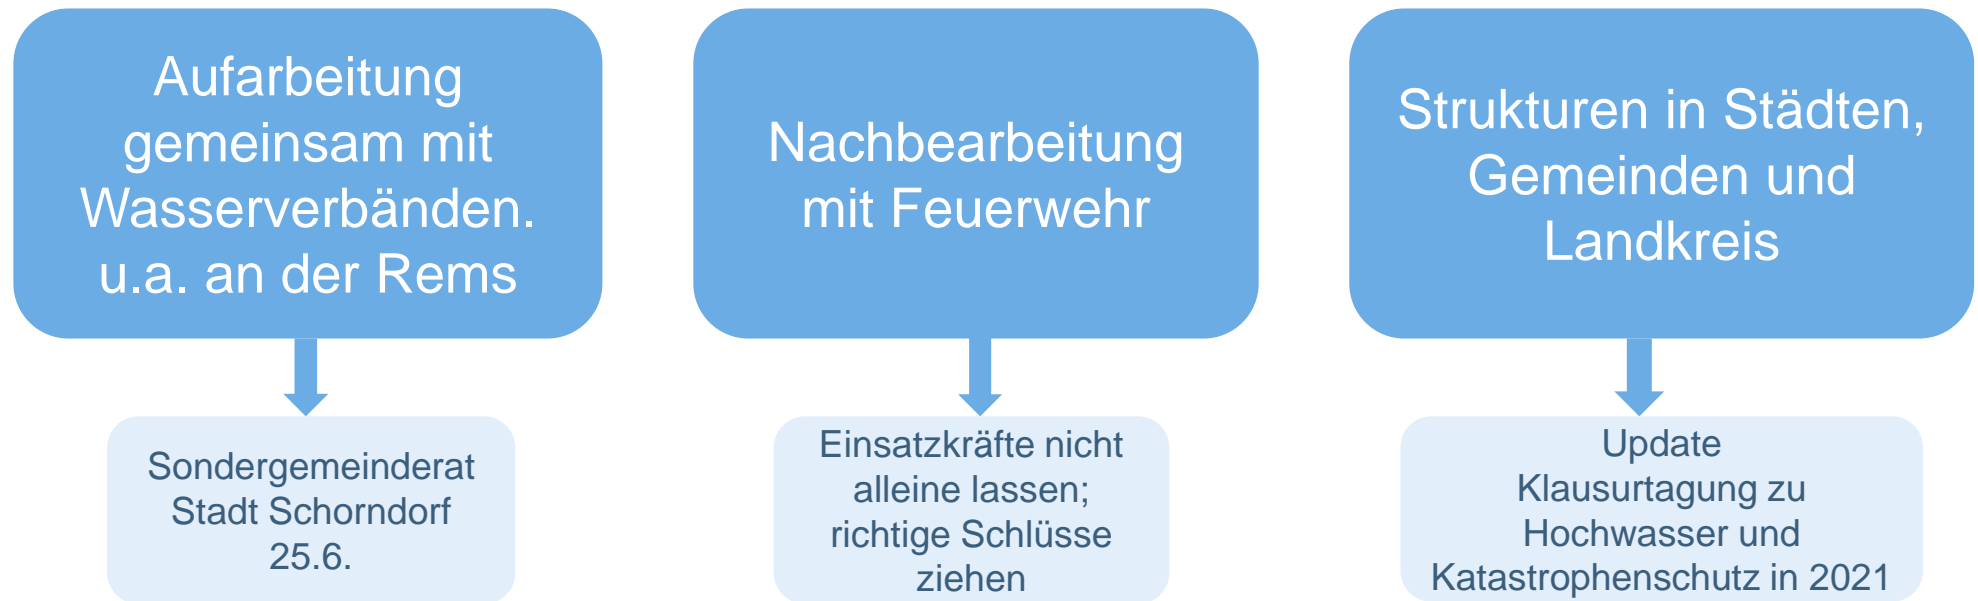 Aufarbeitung
gemeinsam mit
Wasserverbänden.
u.a. an der Rems
Sondergemeinderat
Stadt Schorndorf
25.6.
Nachbearbeitung
mit Feuerwehr
Einsatzkräfte nicht
alleine lassen;
richtige Schlüsse
ziehen
Strukturen in Städten,
Gemeinden und
Landkreis
Update
Klausurtagung zu
Hochwasser und
Katastrophenschutz in 2021